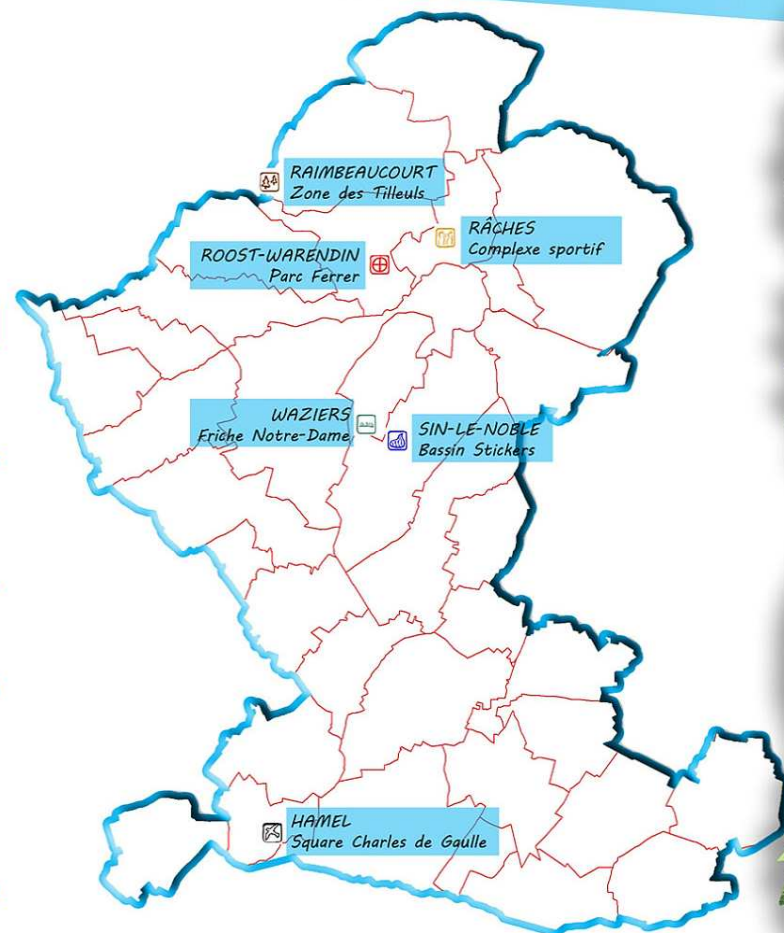 RAIMBEAUCOURT
Zone des Tilleuls
RÂCHES
Complexe sportif
ROOST-WARENDIN
Parc Ferrer
WAZIERS
Friche Notre-Dame
SIN-LE-NOBLE
Bassin Stickers
HAMEL
Square Charles de Gaulle